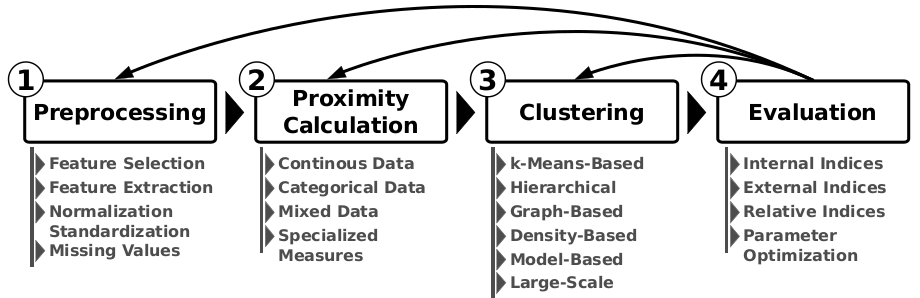 1
Preprocessing
Feature Selection
Feature Extraction
Normalization
Standardization
Missing Values
2
Proximity
Calculation
Continous Data
Categorical Data
Mixed Data
Specialized
Measures
3
Clustering
k-Means-Based
Hierarchical
Graph-Based
Density-Based
Model-Based
Large-Scale
4
Evaluation
Internal Indices
External Indices
Relative Indices
Parameter
Optimization